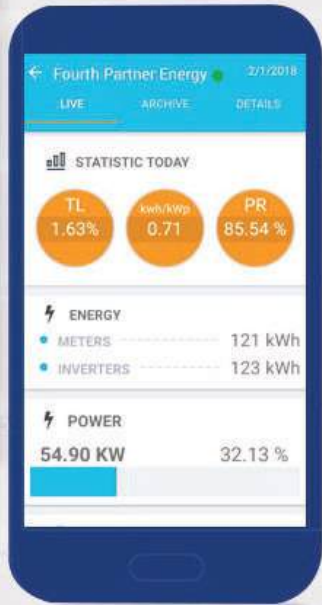 ← Fourth Partner Energy 2/1/2018
LIVE ARCHIVE DETAILS
STATISTIC TODAY
TL kwh/kWp PR
1.63% 0.71 85.54 %
ENERGY
METERS 121 kWh
INVERTERS 123 kWh
POWER
54.90 KW 32.13 %